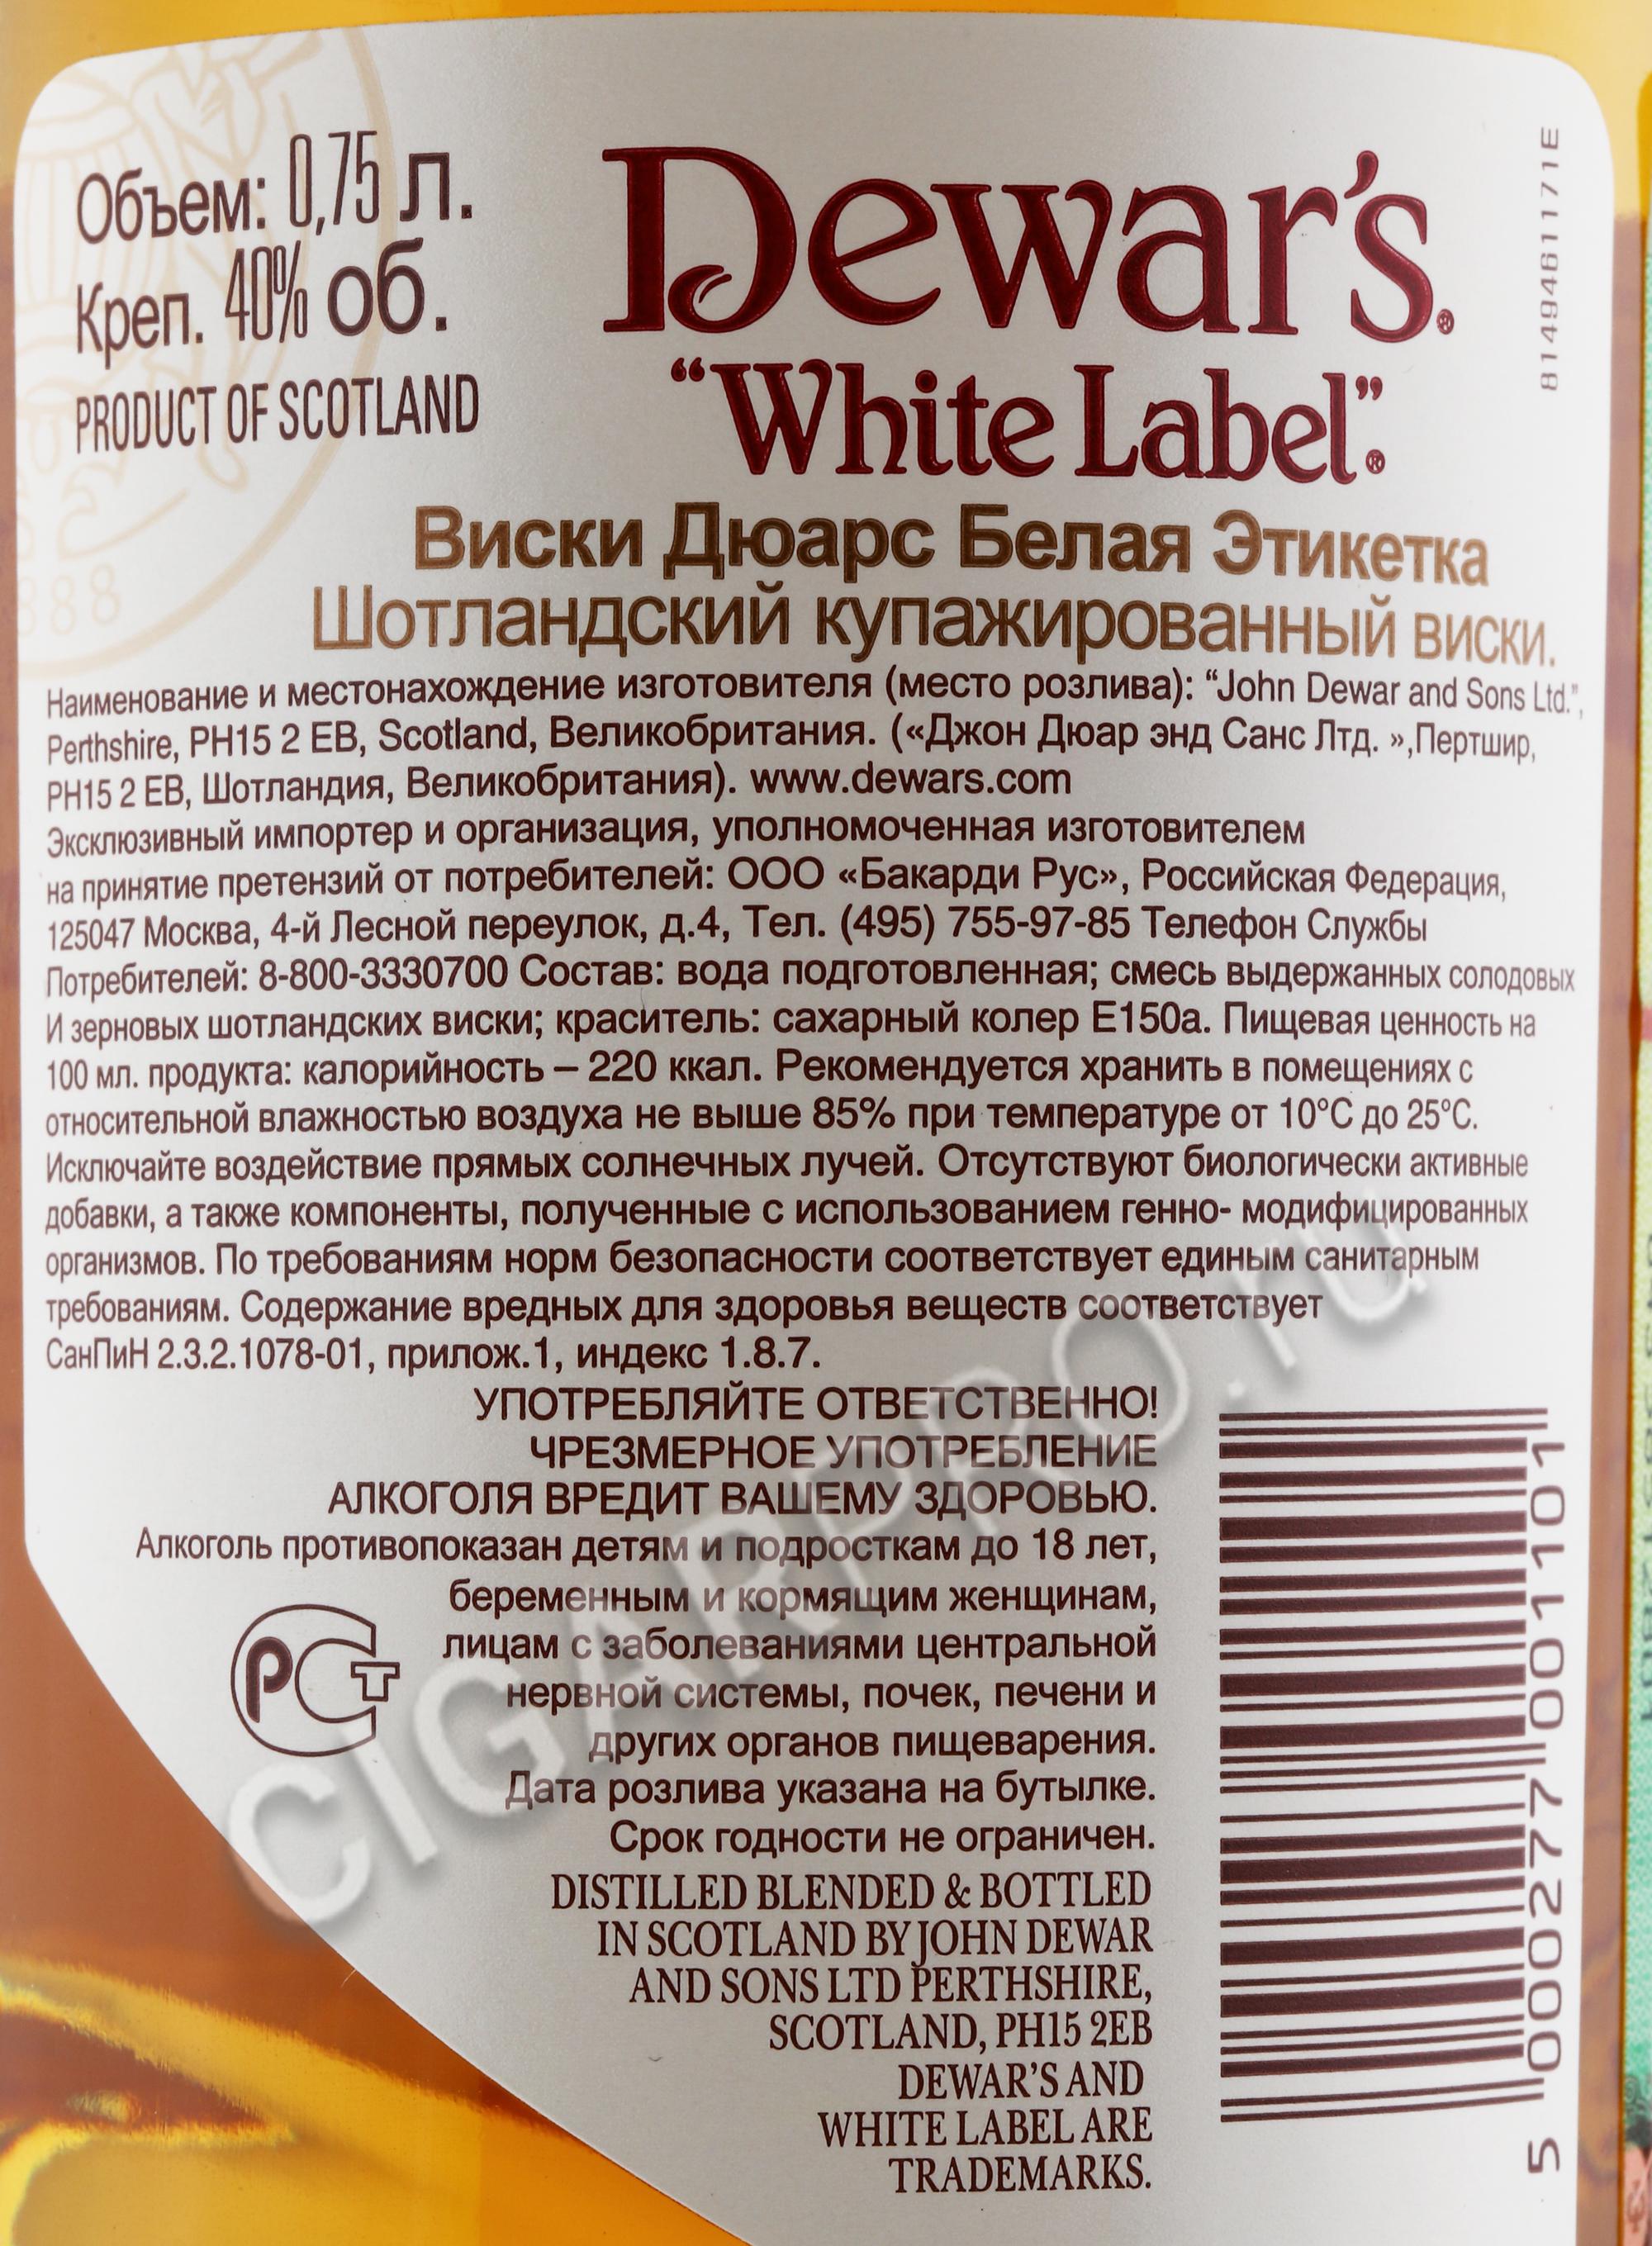 Объем: 0,75 л.
Креп. 40% об.
PRODUCT OF SCOTLAND
Dewar's®
“White Label”®
81494611 71E
Виски Дюарс Белая Этикетка
Шотландский купажированный виски.
Наименование и местонахождение изготовителя (место розлива): “John Dewar and Sons Ltd.”,
Perthshire, PH15 2 EB, Scotland, Великобритания. («Джон Дюар энд Санс Лтд. »,Пертшир,
PH15 2 EB, Шотландия, Великобритания). www.dewars.com
Эксклюзивный импортер и организация, уполномоченная изготовителем
на принятие претензий от потребителей: ООО «Бакарди Рус», Российская Федерация,
125047 Москва, 4-й Лесной переулок, д.4, Тел. (495) 755-97-85 Телефон Службы
Потребителей: 8-800-3330700 Состав: вода подготовленная; смесь выдержанных солодовых
И зерновых шотландских виски; краситель: сахарный колер Е150а. Пищевая ценность на
100 мл. продукта: калорийность – 220 ккал. Рекомендуется хранить в помещениях с
относительной влажностью воздуха не выше 85% при температуре от 10°C до 25°C.
Исключайте воздействие прямых солнечных лучей. Отсутствуют биологически активные
добавки, а также компоненты, полученные с использованием генно- модифицированных
организмов. По требованиям норм безопасности соответствует единым санитарным
требованиям. Содержание вредных для здоровья веществ соответствует
СанПиН 2.3.2.1078-01, прилож.1, индекс 1.8.7.
УПОТРЕБЛЯЙТЕ ОТВЕТСТВЕННО!
ЧРЕЗМЕРНОЕ УПОТРЕБЛЕНИЕ
АЛКОГОЛЯ ВРЕДИТ ВАШЕМУ ЗДОРОВЬЮ.
Алкоголь противопоказан детям и подросткам до 18 лет,
беременным и кормящим женщинам,
лицам с заболеваниями центральной
нервной системы, почек, печени и
других органов пищеварения.
Дата розлива указана на бутылке.
Срок годности не ограничен.
РСТ
DISTILLED BLENDED & BOTTLED
IN SCOTLAND BY JOHN DEWAR
AND SONS LTD PERTHSHIRE,
SCOTLAND, PH15 2EB
DEWAR'S AND
WHITE LABEL ARE
TRADEMARKS.
5 000277 001101
CIGARPRO.ru